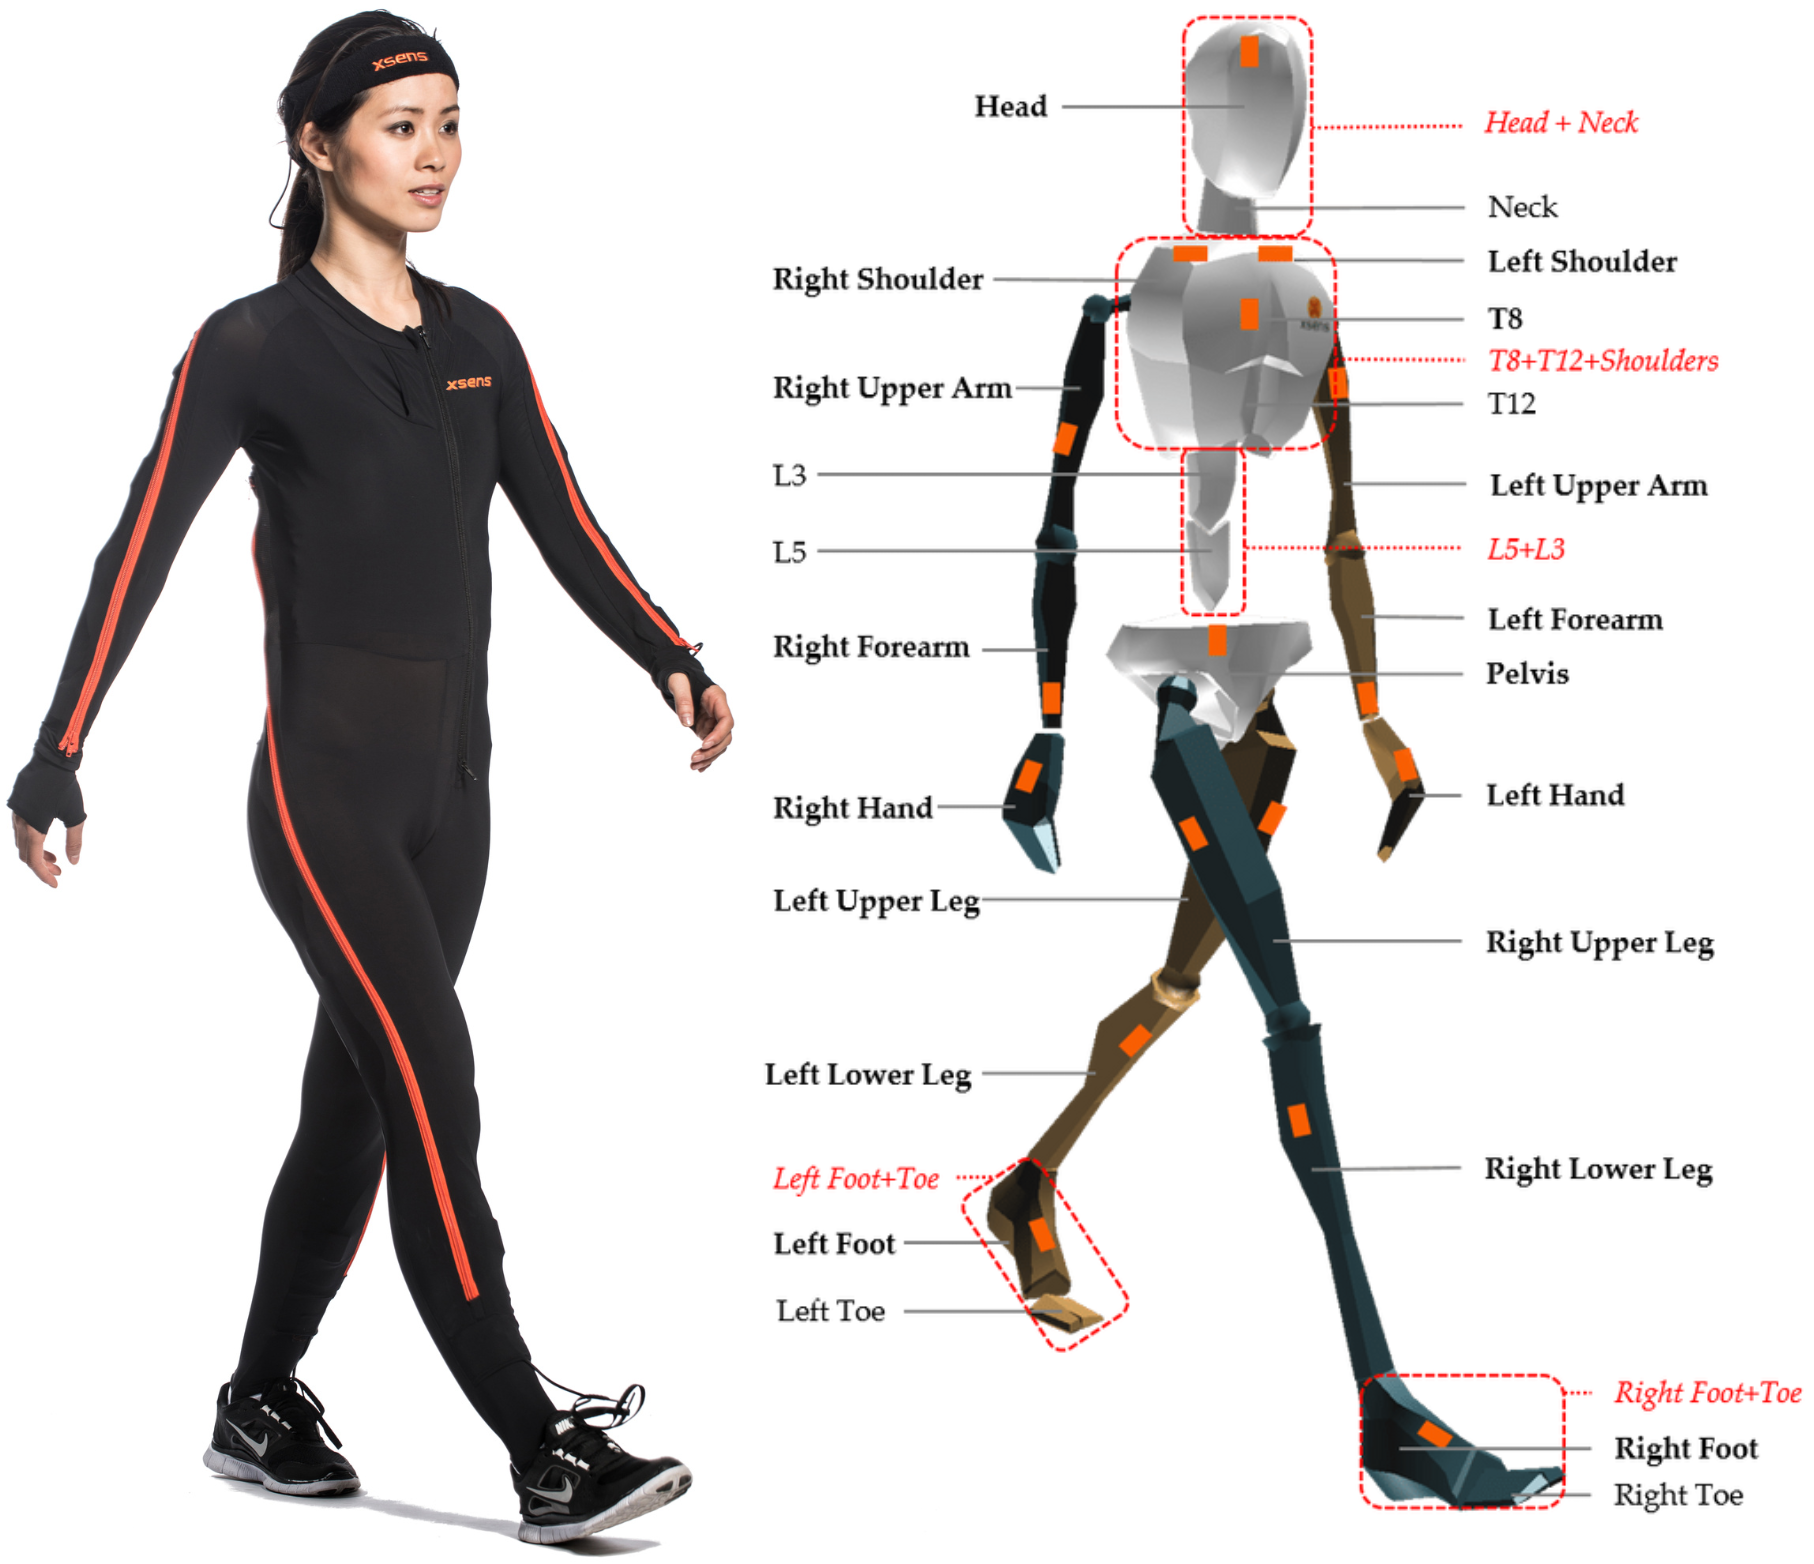 xsens
xsens
Head
Head + Neck
Neck
Right Shoulder
Left Shoulder
xsens
T8
T8+T12+Shoulders
Right Upper Arm
T12
L3
Left Upper Arm
L5
L5+L3
Left Forearm
Right Forearm
Pelvis
Right Hand
Left Hand
Left Upper Leg
Right Upper Leg
Left Lower Leg
Right Lower Leg
Left Foot+Toe
Left Foot
Left Toe
Right Foot+Toe
Right Foot
Right Toe